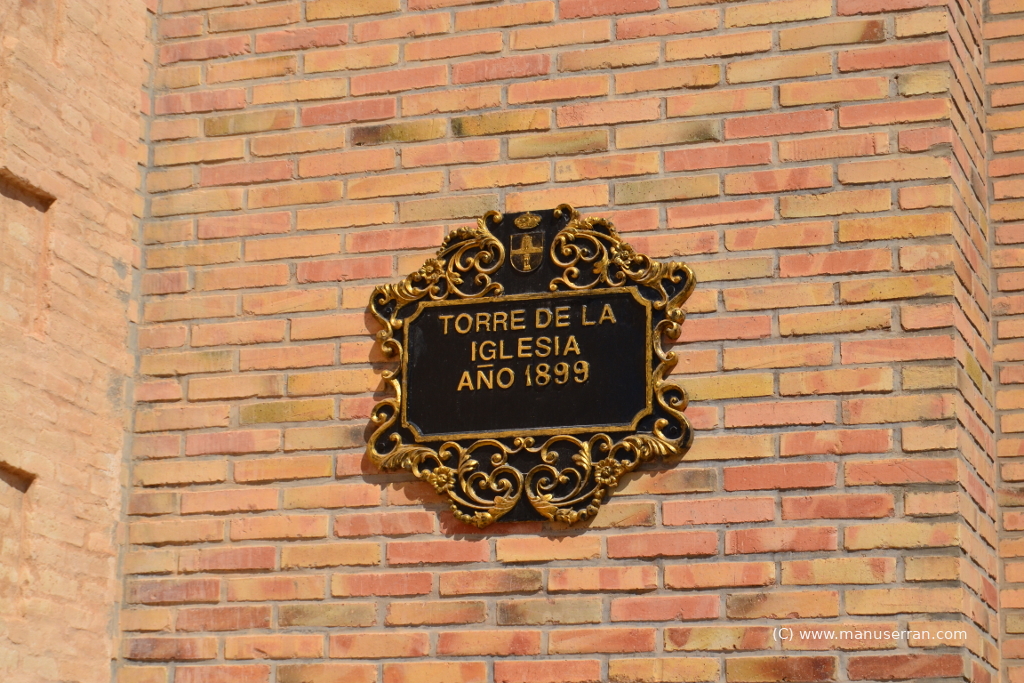 TORRE DE LA
IGLESIA
AÑO 1899
(C) www.manuserran.com